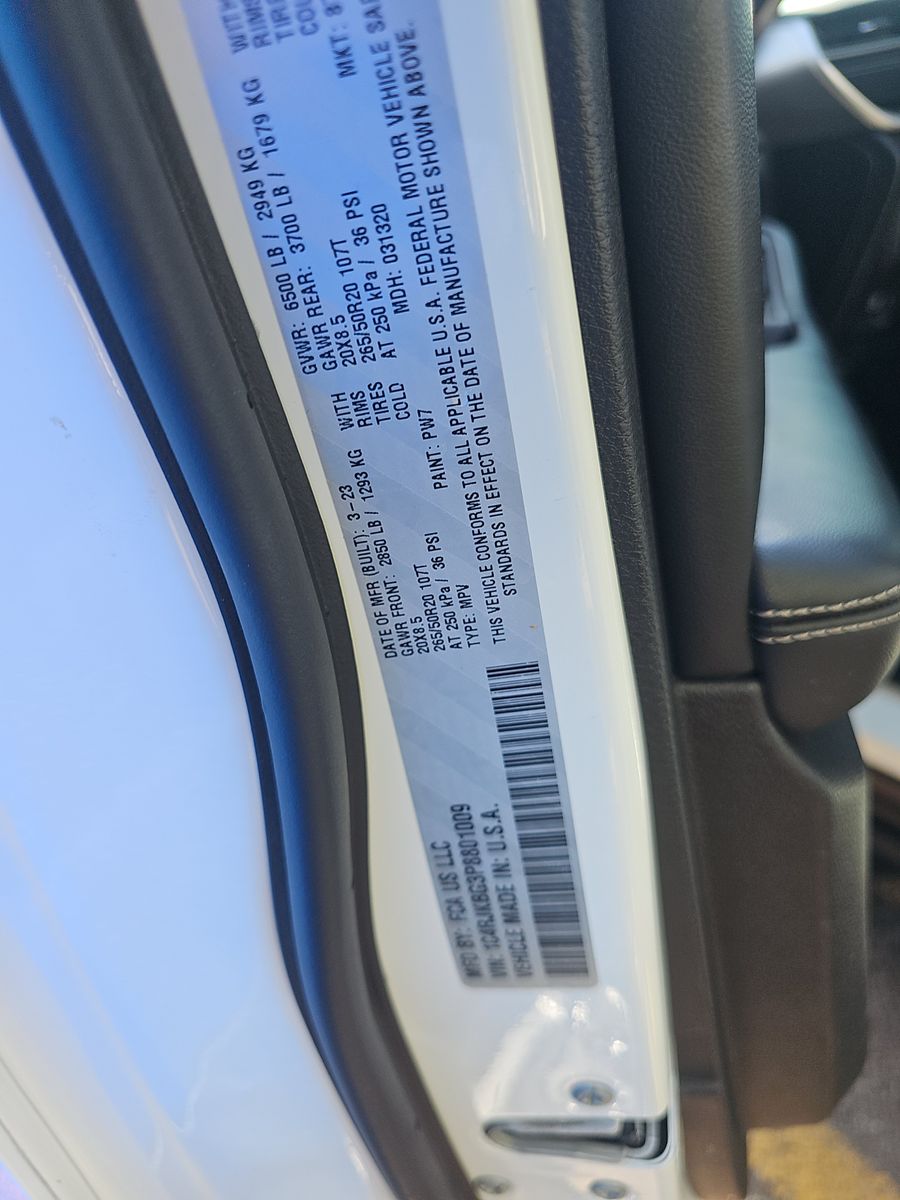 MFD BY: FCA US LLC
VIN: 1C4RJKBG3P8801009
VEHICLE MADE IN: U.S.A.
DATE OF MFR (BUILT): 3-23 GVWR: 6500 LB / 2949 KG
GAWR FRONT: 2850 LB / 1293 KG WITH GAWR REAR: 3700 LB / 1679 KG WITH
20X8.5 RIMS 20X8.5 RIMS
265/50R20 107T TIRES 265/50R20 107T TIRE
AT 250 kPa / 36 PSI COLD AT 250 kPa / 36 PSI
TYPE: MPV PAINT: PW7 MDH: 031320 MKT:
THIS VEHICLE CONFORMS TO ALL APPLICABLE U.S.A. FEDERAL MOTOR VEHICLE
STANDARDS IN EFFECT ON THE DATE OF MANUFACTURE SHOWN ABOVE.